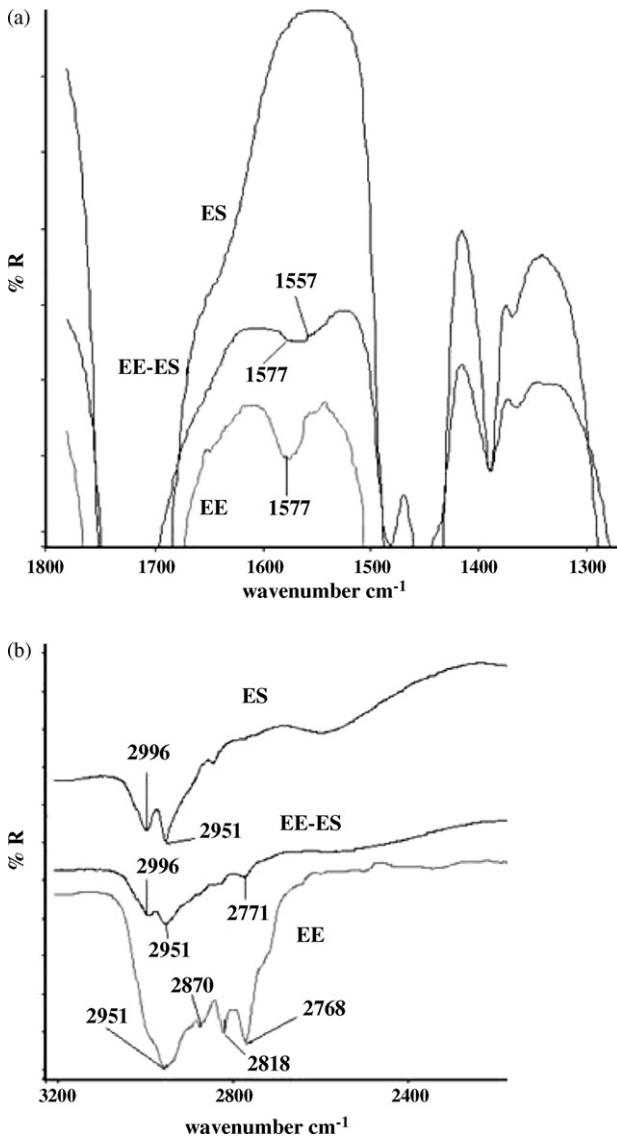 (a)
ES
1557
EE-ES
1577
EE
1577
% R
1800 1700 1600 1500 1400 1300
wavenumber cm-1
(b)
ES
2996
2951
EE-ES
2996
2771
2951
EE
2870
2951
2768
2818
% R
3200 2800 2400
wavenumber cm-1